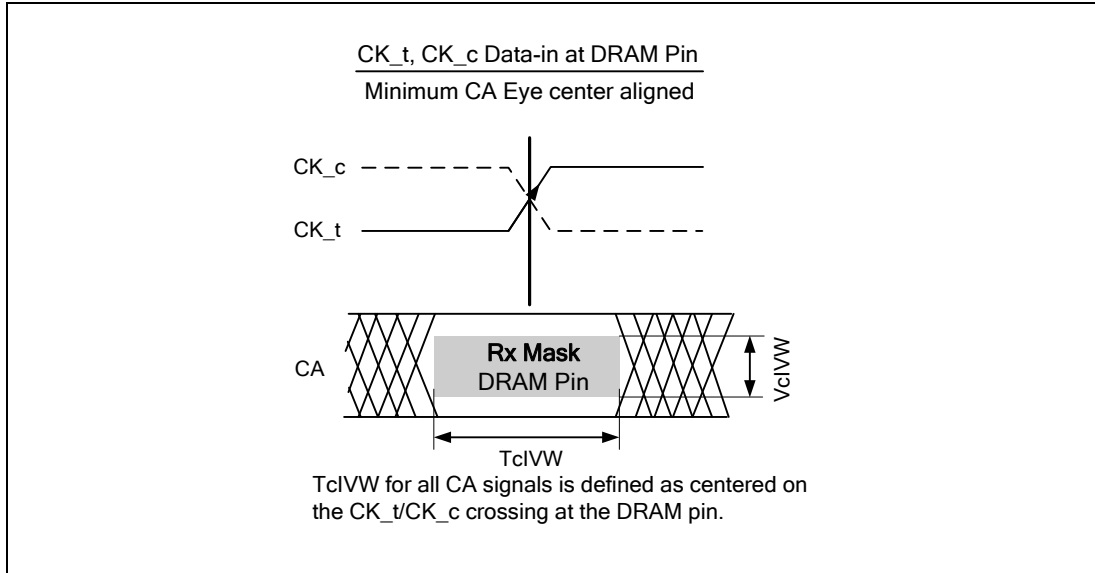 CK_t, CK_c Data-in at DRAM Pin
Minimum CA Eye center aligned
CK_c
CK_t
CA
Rx Mask
DRAM Pin
VcIVW
TcIVW
TcIVW for all CA signals is defined as centered on
the CK_t/CK_c crossing at the DRAM pin.